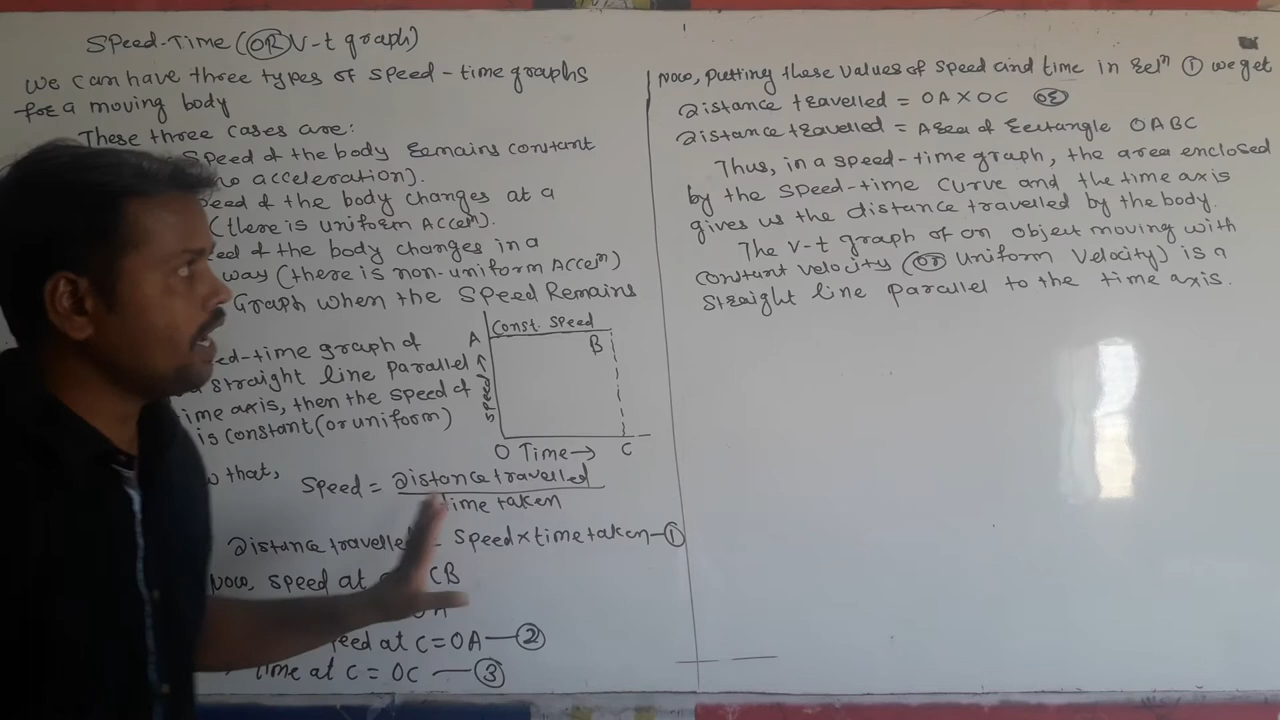 Speed-Time (OR V-t graph)
We can have three types of speed-time graphs
for a moving body
These three cases are:
Speed of the body remains constant
no acceleration).
eed of the body changes at a
(there is uniform Acceⁿ).
eed of the body changes in a
way (there is non-uniform Acceⁿ)
Graph when the Speed Remains
ed-time graph of
straight line parallel
ime axis, then the speed of
is constant (or uniform)
A Const. Speed B
Speed →
O Time → C
that,
Speed = Distance travelled
time taken
Distance travelle Speed x time taken — ①
Now, speed at CB
eed at C = OA — ②
Time at C = OC — ③
Now, putting these values of speed and time in relⁿ ① we get
Distance travelled = OA X OC OR
Distance travelled = Area of rectangle OABC
Thus, in a speed-time graph, the area enclosed
by the speed-time curve and the time axis
gives us the distance travelled by the body.
The V-t graph of an object moving with
constant velocity (OR uniform velocity) is a
straight line parallel to the time axis.